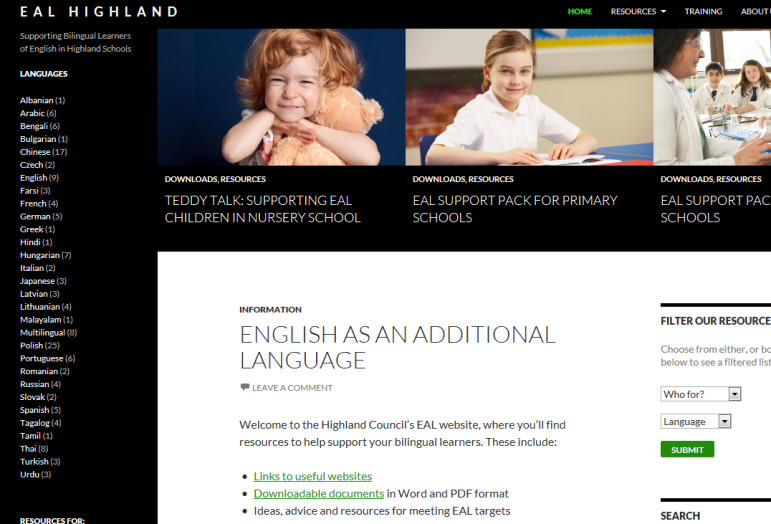 EAL HIGHLAND
HOME
RESOURCES
TRAINING
ABOUT
Supporting Bilingual Learners
of English in Highland Schools
LANGUAGES
Albanian (1)
Arabic (6)
Bengali (6)
Bulgarian (1)
Chinese (17)
Czech (2)
English (9)
Farsi (3)
French (4)
German (5)
Greek (1)
Hindi (1)
Hungarian (7)
Italian (2)
Japanese (3)
Latvian (3)
Lithuanian (4)
Malayalam (1)
Multilingual (8)
Polish (25)
Portuguese (6)
Romanian (2)
Russian (4)
Slovak (2)
Spanish (5)
Tagalog (4)
Tamil (1)
Thai (8)
Turkish (3)
Urdu (3)
RESOURCES FOR:
DOWNLOADS, RESOURCES
TEDDY TALK: SUPPORTING EAL
CHILDREN IN NURSERY SCHOOL
DOWNLOADS, RESOURCES
EAL SUPPORT PACK FOR PRIMARY
SCHOOLS
DOWNLOADS, RESOURCES
EAL SUPPORT PAC
SCHOOLS
INFORMATION
ENGLISH AS AN ADDITIONAL
LANGUAGE
LEAVE A COMMENT
Welcome to the Highland Council's EAL website, where you'll find
resources to help support your bilingual learners. These include:
• Links to useful websites
• Downloadable documents in Word and PDF format
• Ideas, advice and resources for meeting EAL targets
FILTER OUR RESOURCE
Choose from either, or bo
below to see a filtered list
Who for?
Language
SUBMIT
SEARCH